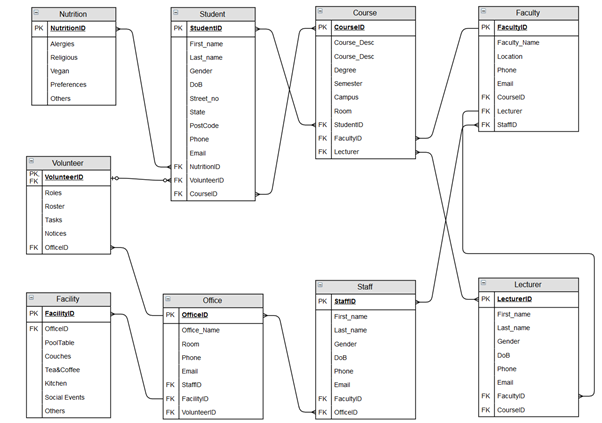 Nutrition
PK NutritionID
Alergies
Religious
Vegan
Preferences
Others
Student
PK StudentID
First_name
Last_name
Gender
DoB
Street_no
State
PostCode
Phone
Email
FK NutritionID
FK VolunteerID
FK CourseID
Course
PK CourseID
Course_Desc
Course_Desc
Degree
Semester
Campus
Room
FK StudentID
FK FacultyID
FK Lecturer
Faculty
PK FacultyID
Faculty_Name
Location
Phone
Email
FK CourseID
FK Lecturer
FK StaffID
Volunteer
PK, FK VolunteerID
Roles
Roster
Tasks
Notices
FK OfficeID
Facility
PK FacilityID
FK OfficeID
PoolTable
Couches
Tea&Coffee
Kitchen
Social Events
Others
Office
PK OfficeID
Office_Name
Room
Phone
Email
FK StaffID
FK FacilityID
FK VolunteerID
Staff
PK StaffID
First_name
Last_name
Gender
DoB
Phone
Email
FK FacultyID
FK OfficeID
Lecturer
PK LecturerID
First_name
Last_name
Gender
DoB
Phone
Email
FK FacultyID
FK CourseID